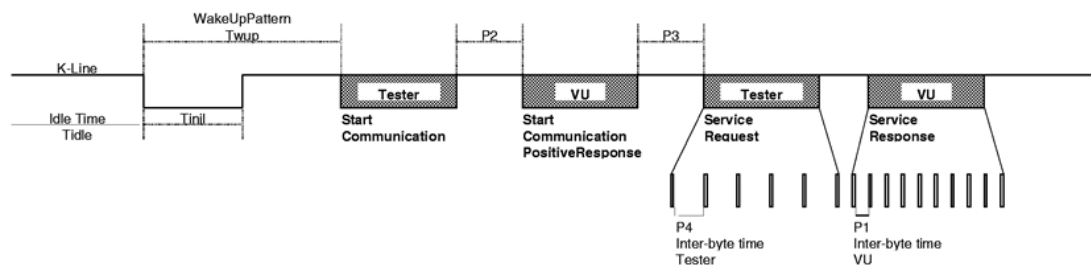 WakeUpPattern
Twup
P2
P3
K-Line
Tester
VU
Tester
VU
Idle Time
Tidle
Tinil
Start
Communication
Start
Communication
PositiveResponse
Service
Request
Service
Response
P4
Inter-byte time
Tester
P1
Inter-byte time
VU